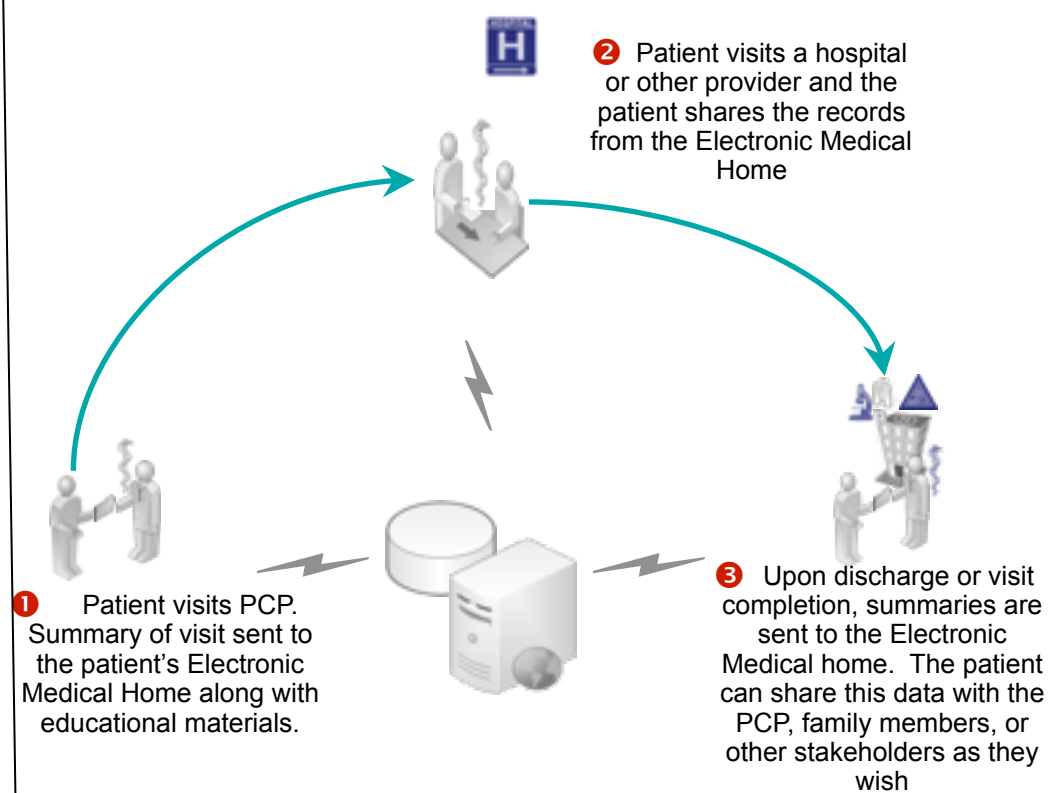 HOSPITAL
H
❷ Patient visits a hospital
or other provider and the
patient shares the records
from the Electronic Medical
Home
❶ Patient visits PCP.
Summary of visit sent to
the patient's Electronic
Medical Home along with
educational materials.
❸ Upon discharge or visit
completion, summaries are
sent to the Electronic
Medical home. The patient
can share this data with the
PCP, family members, or
other stakeholders as they
wish